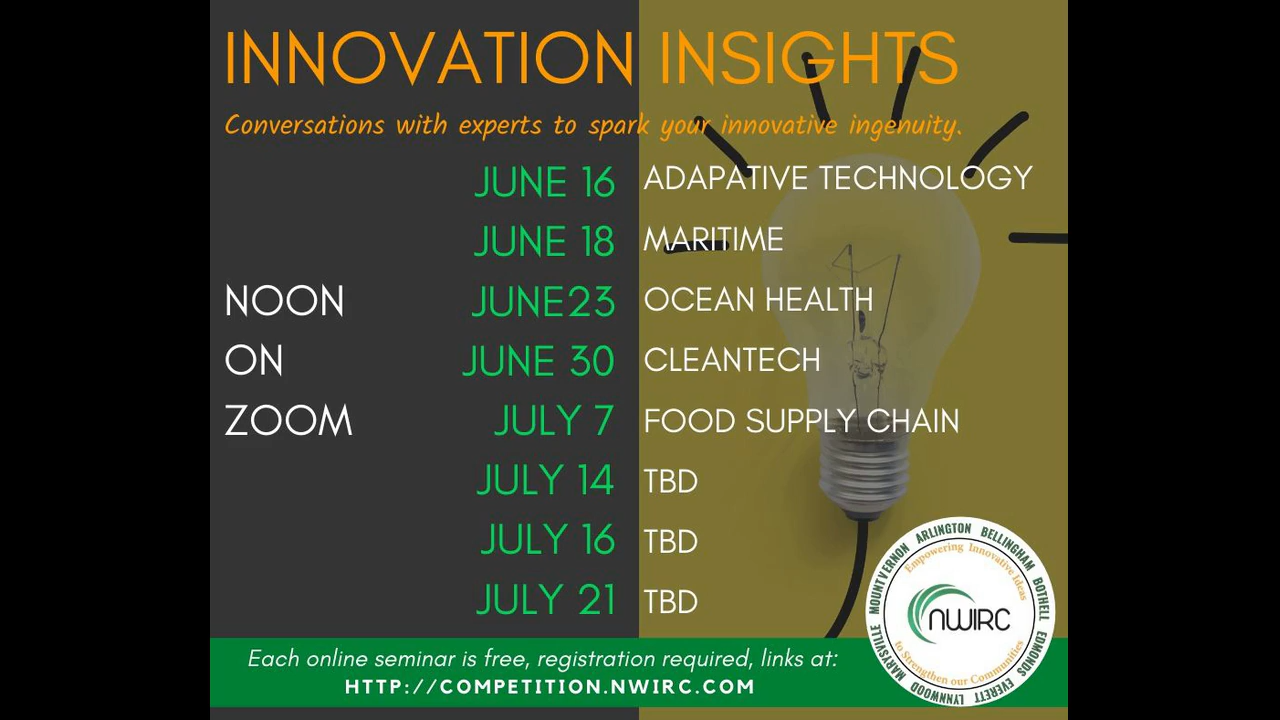 INNOVATION INSIGHTS
Conversations with experts to spark your innovative ingenuity.
JUNE 16 ADAPATIVE TECHNOLOGY
JUNE 18 MARITIME
NOON JUNE23 OCEAN HEALTH
ON JUNE 30 CLEANTECH
ZOOM JULY 7 FOOD SUPPLY CHAIN
JULY 14 TBD
JULY 16 TBD
JULY 21 TBD
Each online seminar is free, registration required, links at:
HTTP://COMPETITION.NWIRC.COM
MARYSVILLE MOUNTVERNON ARLINGTON BELLINGHAM BOTHELL EDMONDS EVERETT LYNNWOOD
Empowering Innovative Ideas
nWIRC
to Strengthen our Communities